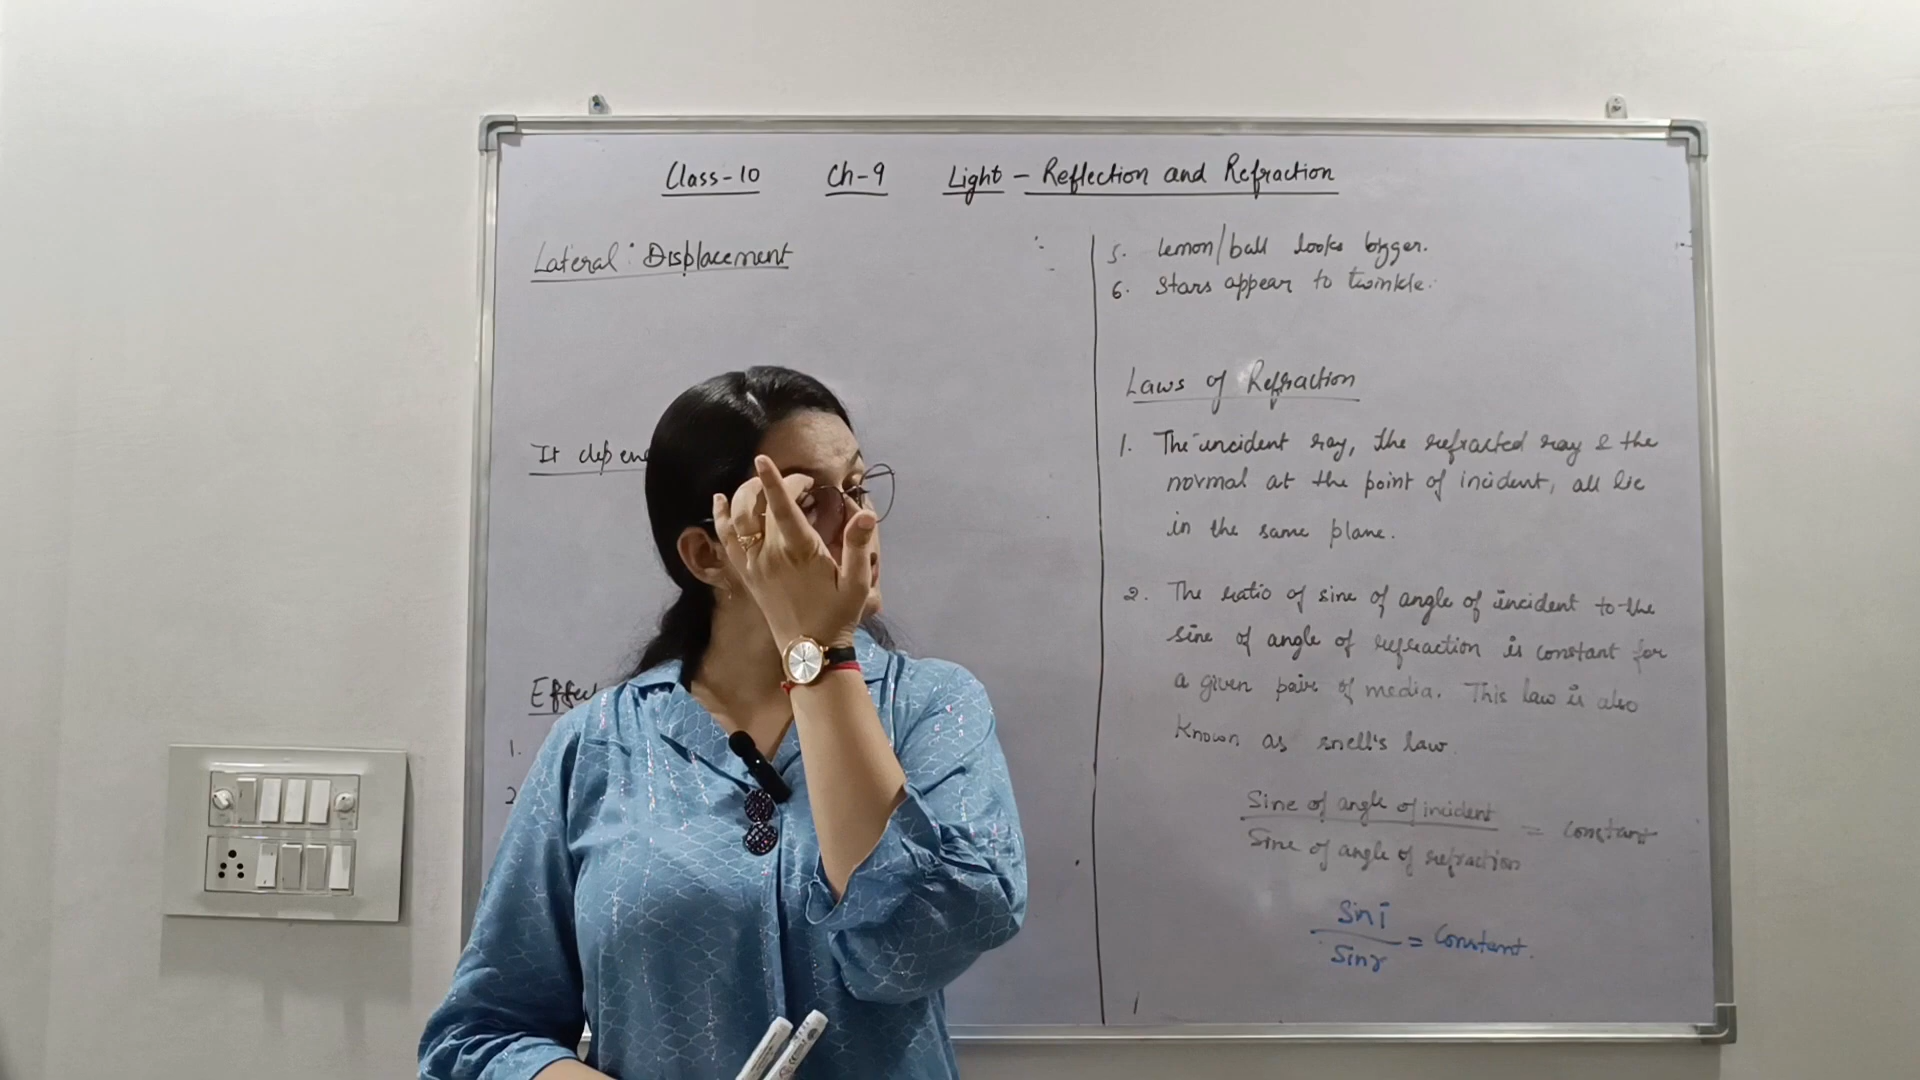 Class-10 Ch-9 Light - Reflection and Refraction
Lateral Displacement
It depen
Effec
1.
2
5. Lemon/ball looks bigger.
6. Stars appear to twinkle.
Laws of Refraction
1. The incident ray, the refracted ray & the
normal at the point of incident, all lie
in the same plane.
2. The ratio of sine of angle of incident to the
sine of angle of refraction is constant for
a given pair of media. This law is also
known as snell's law.
Sine of angle of incident
Sine of angle of refraction = constant
Sin i
Sin r = Constant.